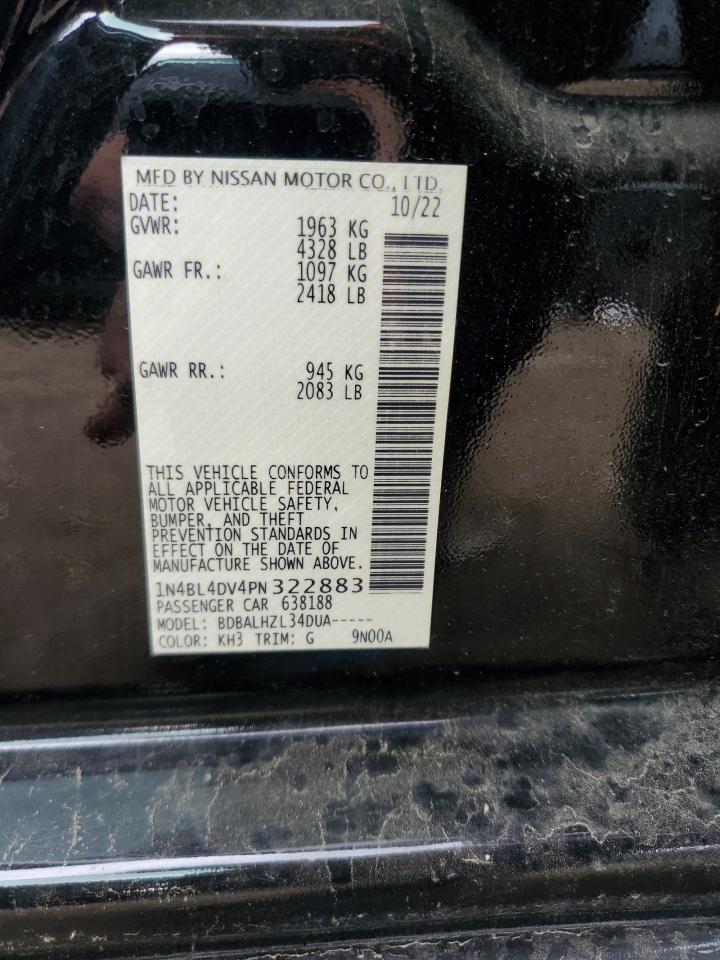 MFD BY NISSAN MOTOR CO., LTD.
DATE: 10/22
GVWR: 1963 KG
4328 LB
GAWR FR.: 1097 KG
2418 LB
GAWR RR.: 945 KG
2083 LB
THIS VEHICLE CONFORMS TO
ALL APPLICABLE FEDERAL
MOTOR VEHICLE SAFETY,
BUMPER, AND THEFT
PREVENTION STANDARDS IN
EFFECT ON THE DATE OF
MANUFACTURE SHOWN ABOVE.
1N4BL4DV4PN322883
PASSENGER CAR 638188
MODEL: BDBALHZL34DUA-----
COLOR: KH3 TRIM: G 9N00A